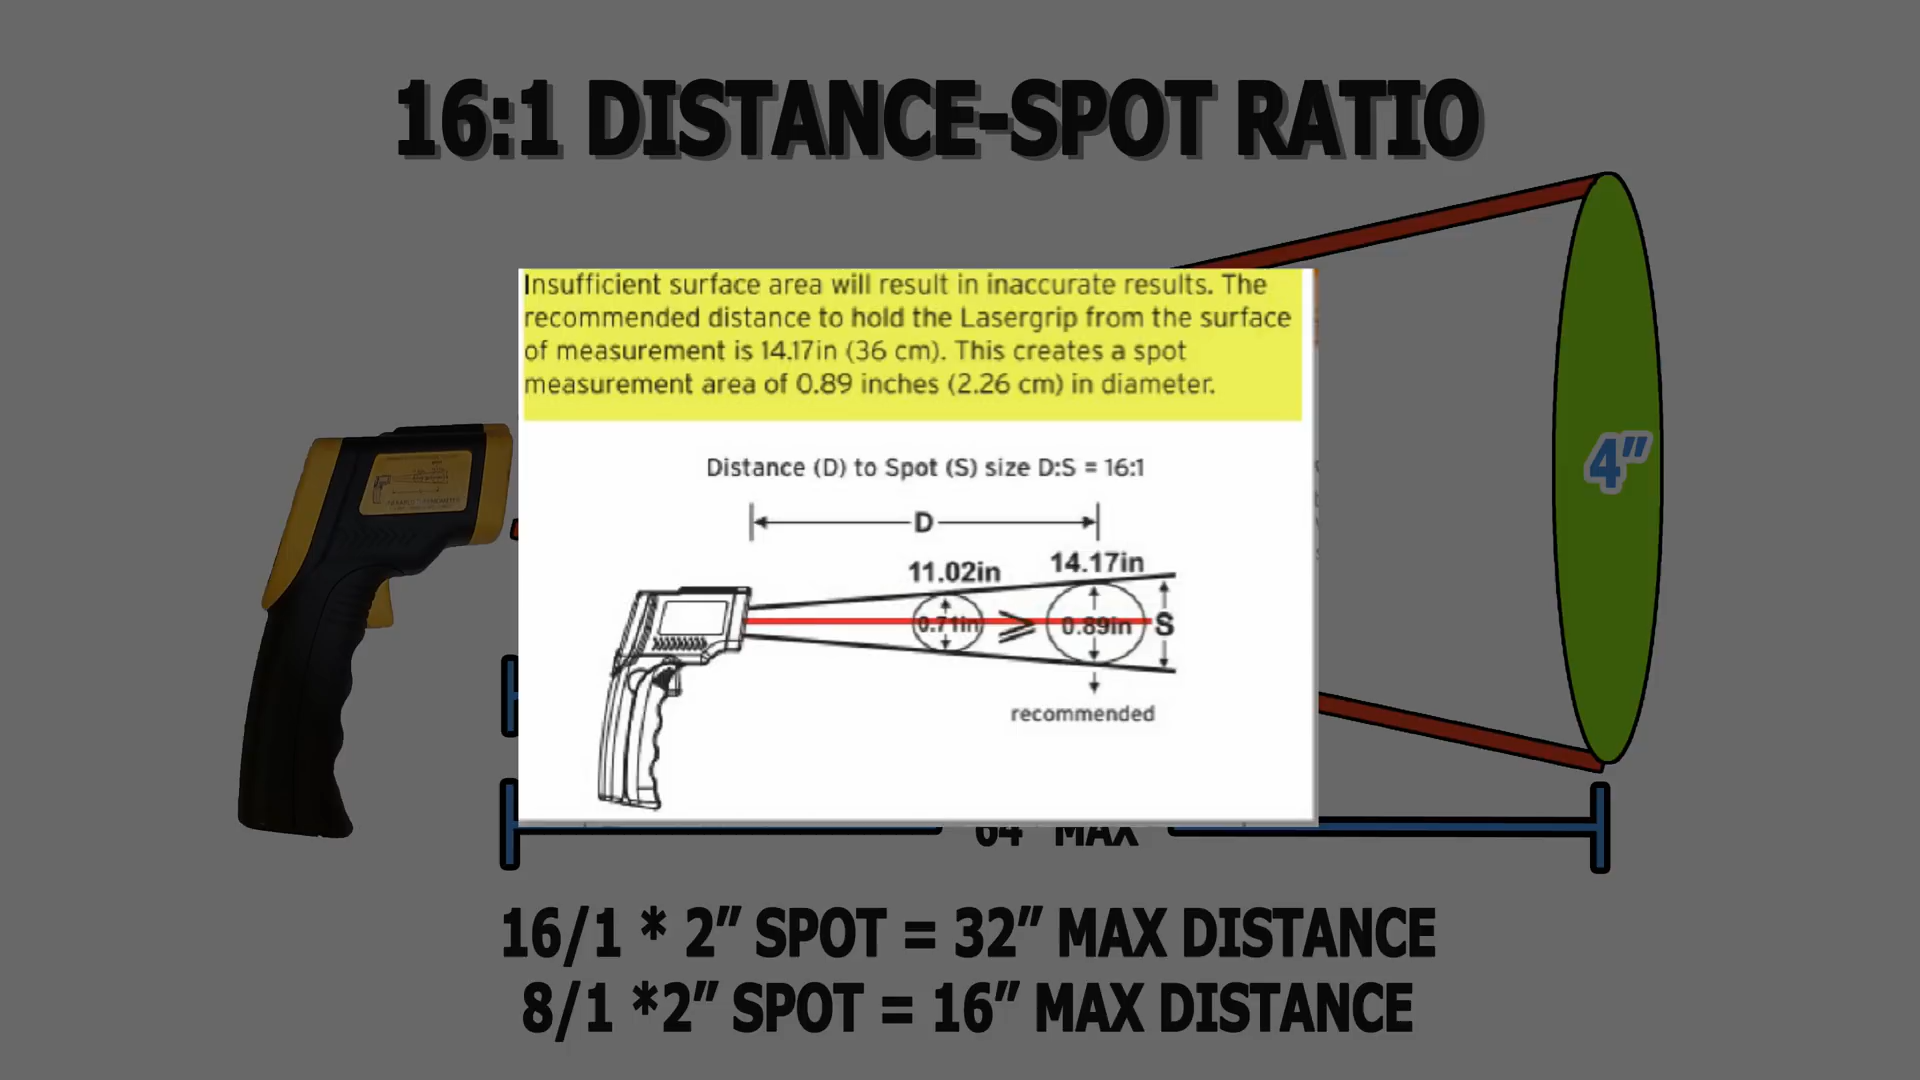 16:1 DISTANCE-SPOT RATIO
Insufficient surface area will result in inaccurate results. The
recommended distance to hold the Lasergrip from the surface
of measurement is 14.17in (36 cm). This creates a spot
measurement area of 0.89 inches (2.26 cm) in diameter.
Distance (D) to Spot (S) size D:S = 16:1
D
11.02in
14.17in
0.71in
0.89in
S
recommended
4″
64″ MAX
16/1 * 2″ SPOT = 32″ MAX DISTANCE
8/1 *2″ SPOT = 16″ MAX DISTANCE